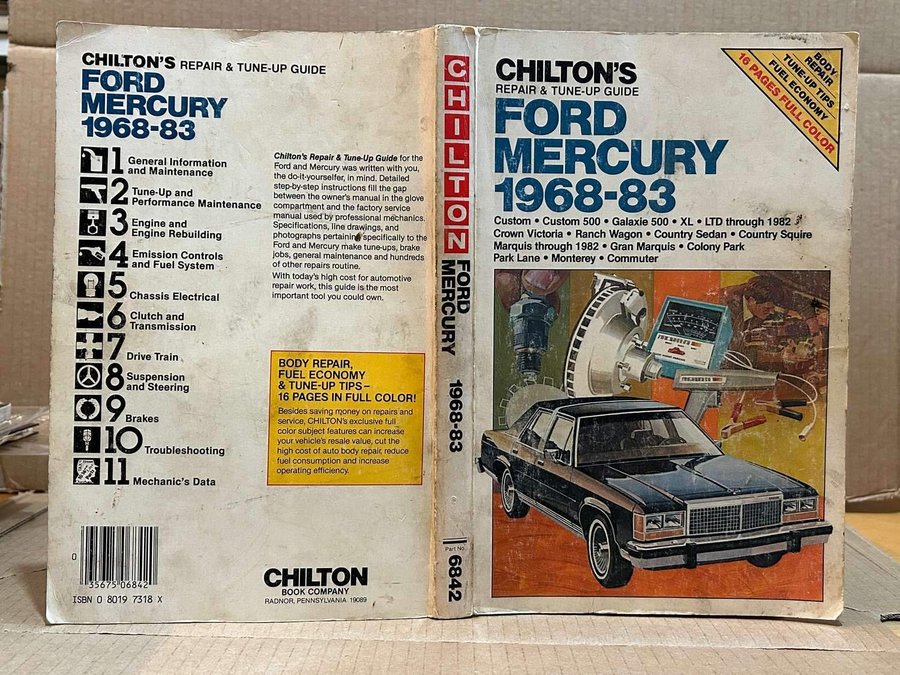 CHILTON'S REPAIR & TUNE-UP GUIDE
FORD
MERCURY
1968-83
1 General Information
and Maintenance
2 Tune-Up and
Performance Maintenance
3 Engine and
Engine Rebuilding
4 Emission Controls
and Fuel System
5 Chassis Electrical
6 Clutch and
Transmission
7 Drive Train
8 Suspension
and Steering
9 Brakes
10 Troubleshooting
11 Mechanic's Data
Chilton's Repair & Tune-Up Guide for the
Ford and Mercury was written with you,
the do-it-yourselfer, in mind. Detailed
step-by-step instructions fill the gap
between the owner's manual in the glove
compartment and the factory service
manual used by professional mechanics.
Specifications, line drawings, and
photographs pertaining specifically to the
Ford and Mercury make tune-ups, brake
jobs, general maintenance and hundreds
of other repairs routine.
With today's high cost for automotive
repair work, this guide is the most
important tool you could own.
BODY REPAIR,
FUEL ECONOMY
& TUNE-UP TIPS–
16 PAGES IN FULL COLOR!
Besides saving money on repairs and
service, CHILTON's exclusive full
color subject features can increase
your vehicle's resale value, cut the
high cost of auto body repair, reduce
fuel consumption and increase
operating efficiency.
0
35675 06842
ISBN 0 8019 7318 X
CHILTON
BOOK COMPANY
RADNOR, PENNSYLVANIA 19089
CHILTON
FORD
MERCURY
1968-83
Part No.
6842
CHILTON'S
REPAIR & TUNE-UP GUIDE
FORD
MERCURY
1968-83
BODY
REPAIR
TUNE-UP TIPS
FUEL ECONOMY
16 PAGES FULL COLOR
Custom • Custom 500 • Galaxie 500 • XL • LTD through 1982
Crown Victoria • Ranch Wagon • Country Sedan • Country Squire
Marquis through 1982 • Gran Marquis • Colony Park
Park Lane • Monterey • Commuter